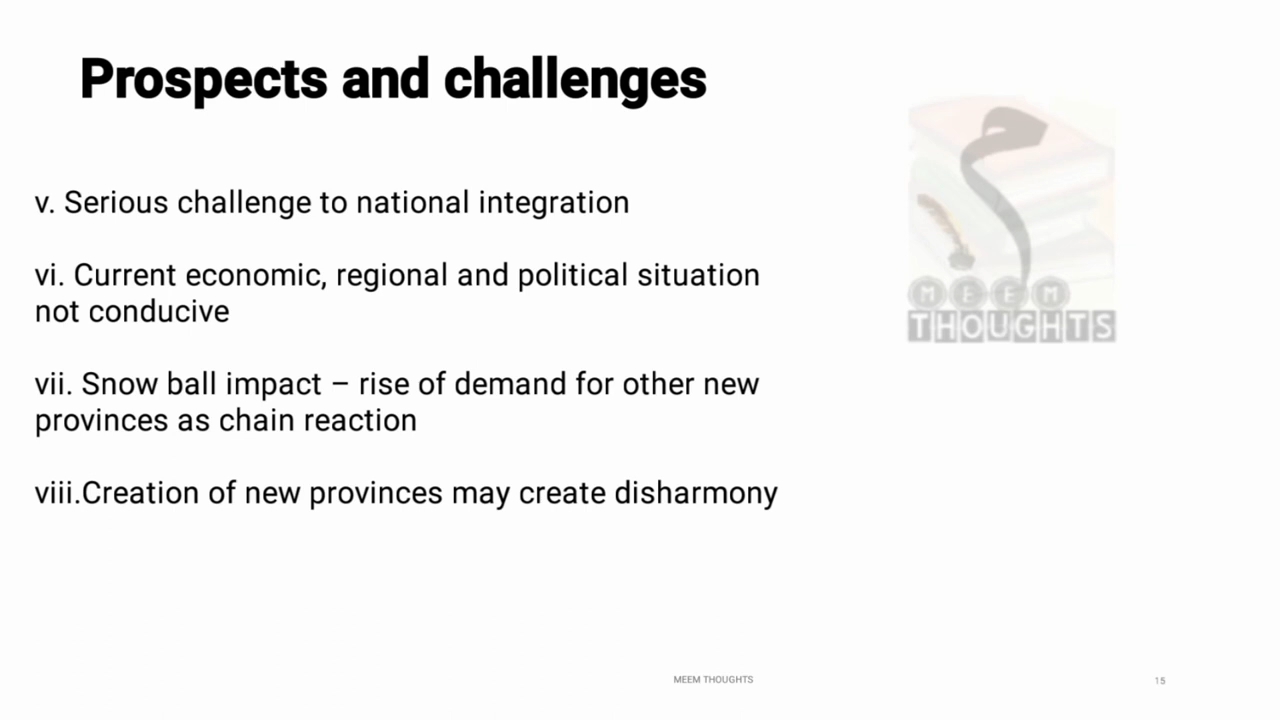 Prospects and challenges
v. Serious challenge to national integration
vi. Current economic, regional and political situation
not conducive
vii. Snow ball impact – rise of demand for other new
provinces as chain reaction
viii.Creation of new provinces may create disharmony
MEEM
THOUGHTS
MEEM THOUGHTS
15